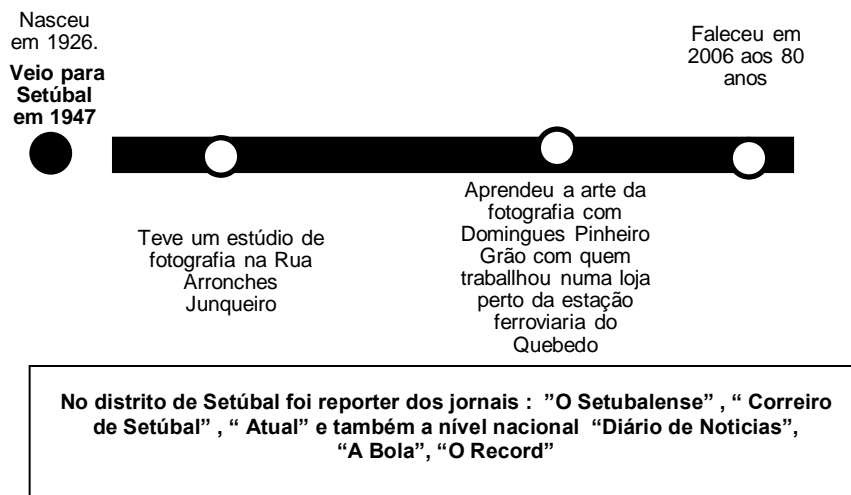 Nasceu
em 1926.
Veio para
Setúbal
em 1947
Faleceu em
2006 aos 80
anos
Teve um estúdio de
fotografia na Rua
Arronches
Junqueiro
Aprendeu a arte da
fotografia com
Domingues Pinheiro
Grão com quem
traballhou numa loja
perto da estação
ferroviaria do
Quebedo
No distrito de Setúbal foi reporter dos jornais : ”O Setubalense” , “ Correiro
de Setúbal” , “ Atual” e também a nível nacional “Diário de Noticias”,
“A Bola”, “O Record”